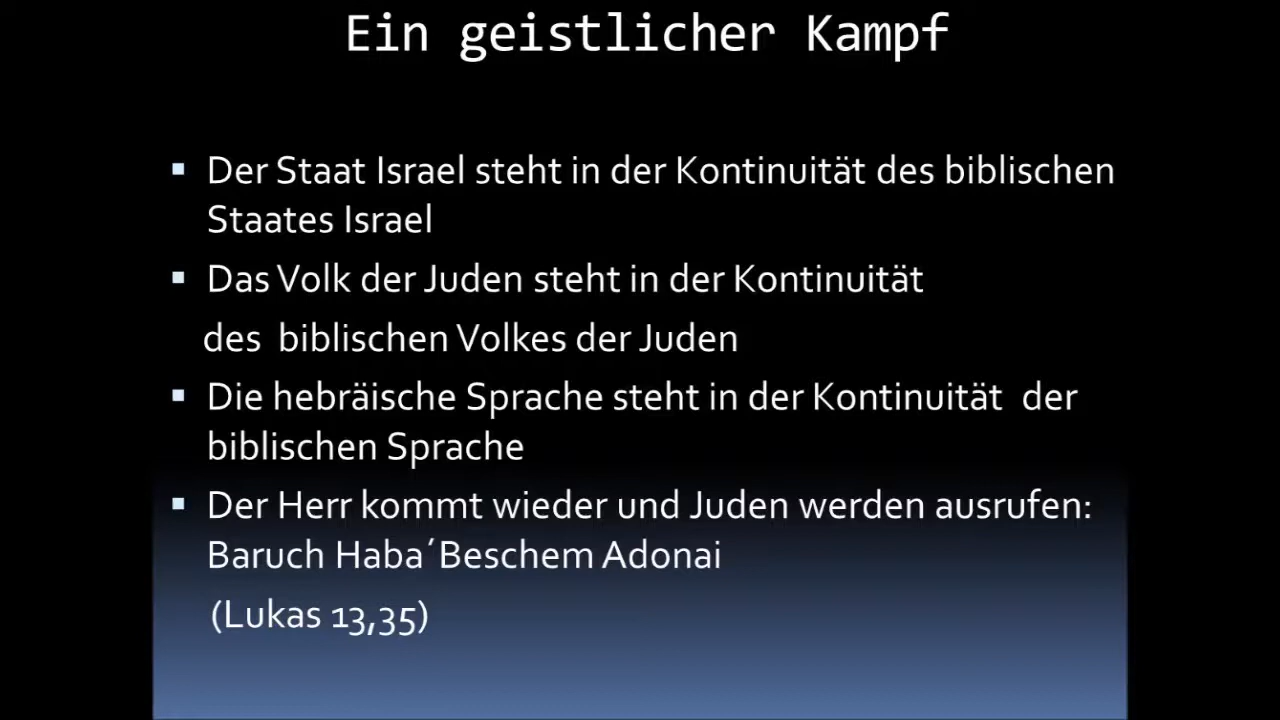 Ein geistlicher Kampf
▪ Der Staat Israel steht in der Kontinuität des biblischen
Staates Israel
▪ Das Volk der Juden steht in der Kontinuität
des biblischen Volkes der Juden
▪ Die hebräische Sprache steht in der Kontinuität der
biblischen Sprache
▪ Der Herr kommt wieder und Juden werden ausrufen:
Baruch Haba´Beschem Adonai
(Lukas 13,35)